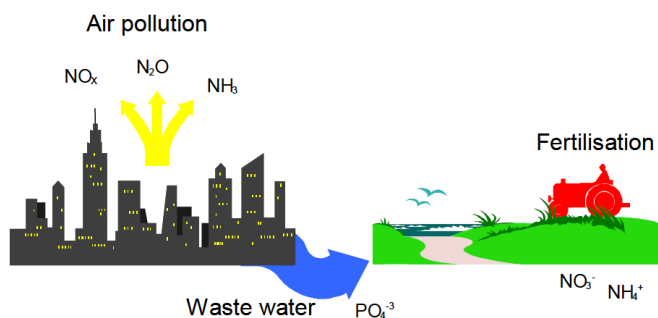 Air pollution
N₂O
NOₓ
NH₃
Fertilisation
NO₃⁻
NH₄⁺
Waste water
PO₄⁻³